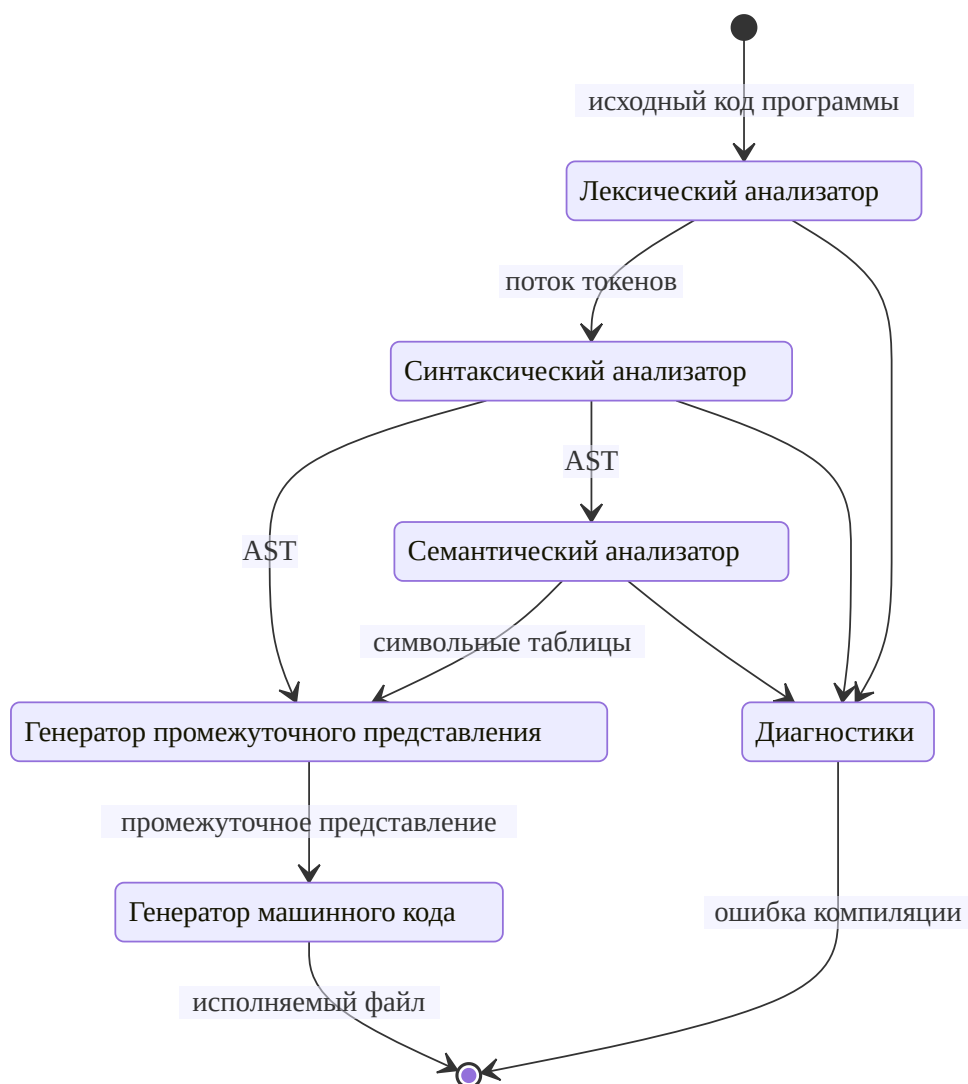 исходный код программы
Лексический анализатор
поток токенов
Синтаксический анализатор
AST
Семантический анализатор
AST
символьные таблицы
Генератор промежуточного представления
Диагностики
промежуточное представление
Генератор машинного кода
ошибка компиляции
исполняемый файл